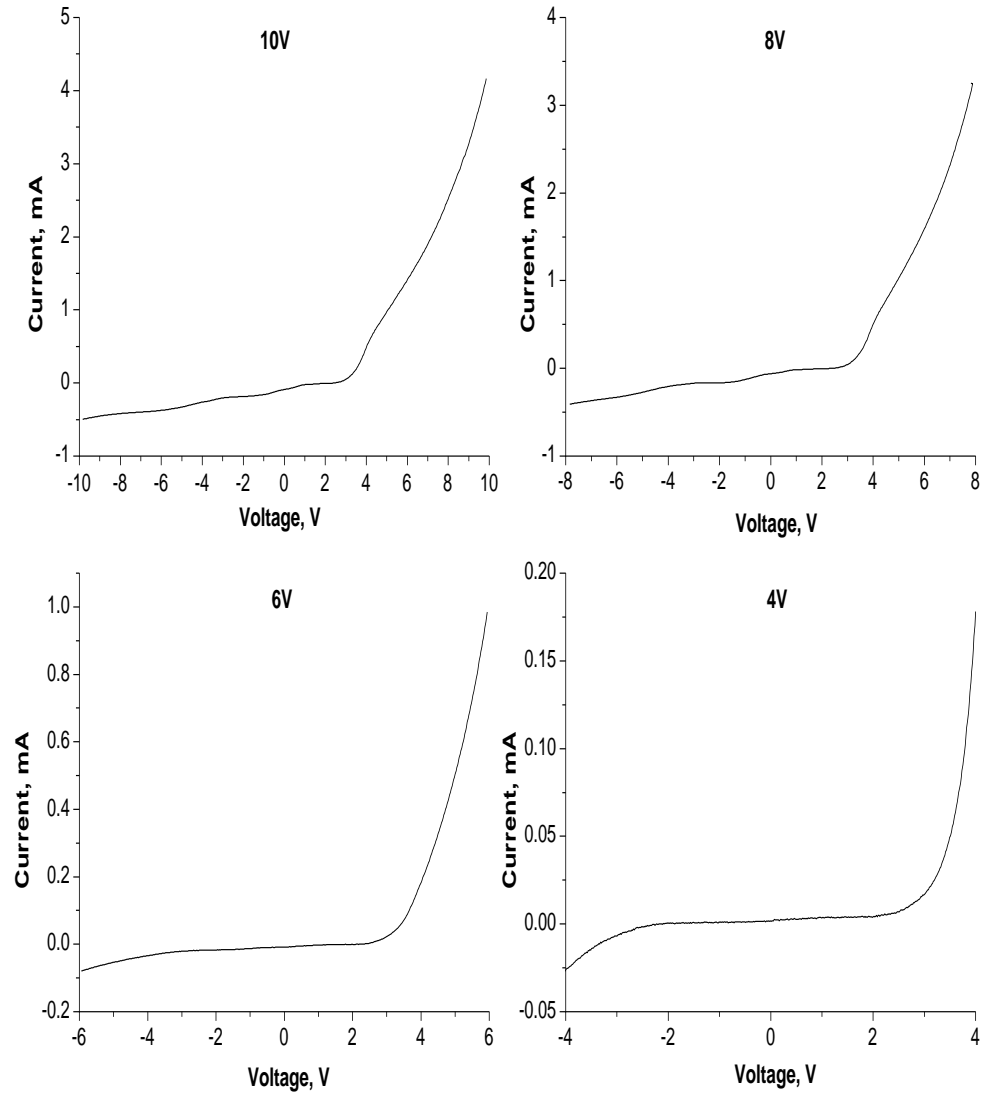 10V
5
4
3
2
1
0
-1
Current, mA
-10 -8 -6 -4 -2 0 2 4 6 8 10
Voltage, V
8V
4
3
2
1
0
-1
Current, mA
-8 -6 -4 -2 0 2 4 6 8
Voltage, V
6V
1.0
0.8
0.6
0.4
0.2
0.0
-0.2
Current, mA
-6 -4 -2 0 2 4 6
Voltage, V
4V
0.20
0.15
0.10
0.05
0.00
-0.05
Current, mA
-4 -2 0 2 4
Voltage, V